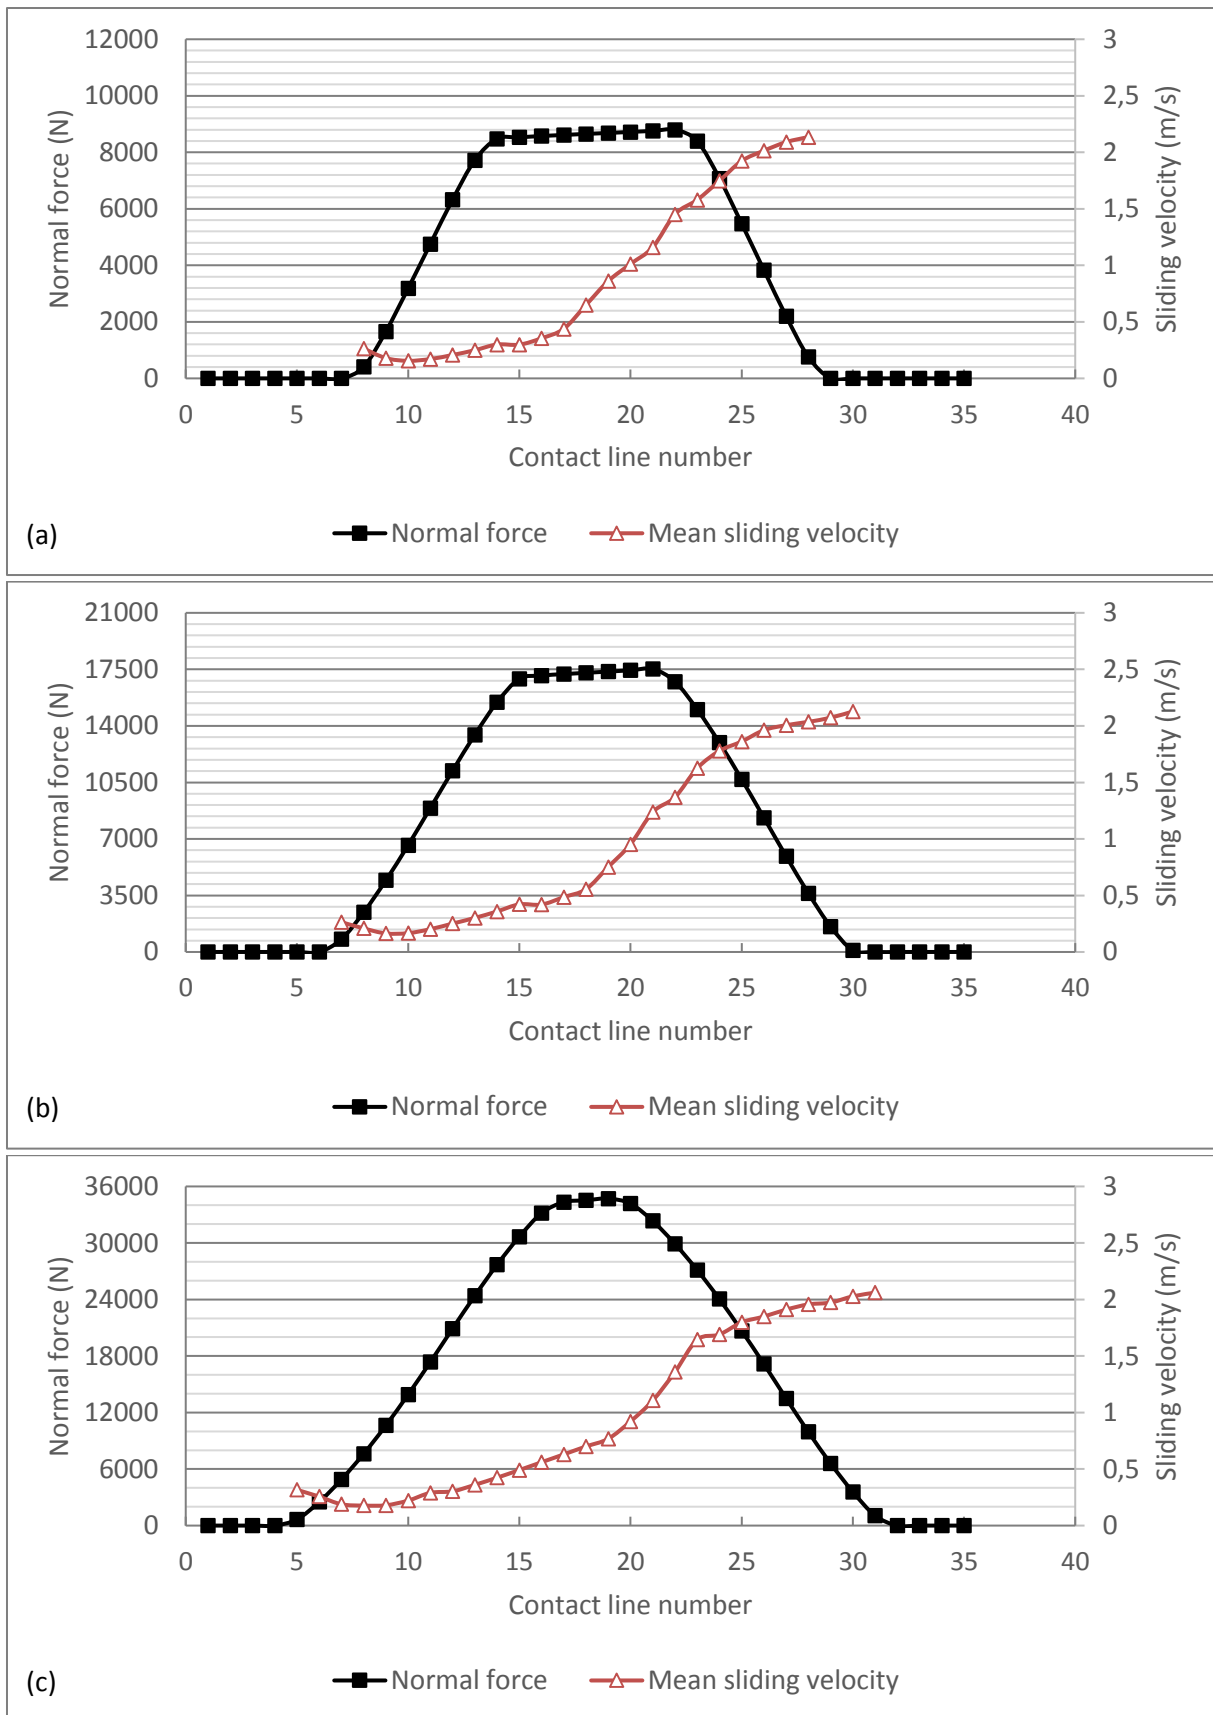 12000
10000
8000
6000
4000
2000
0
Normal force (N)
3
2,5
2
1,5
1
0,5
0
Sliding velocity (m/s)
0 5 10 15 20 25 30 35 40
Contact line number
(a)
Normal force
Mean sliding velocity
21000
17500
14000
10500
7000
3500
0
Normal force (N)
3
2,5
2
1,5
1
0,5
0
Sliding velocity (m/s)
0 5 10 15 20 25 30 35 40
Contact line number
(b)
Normal force
Mean sliding velocity
36000
30000
24000
18000
12000
6000
0
Normal force (N)
3
2,5
2
1,5
1
0,5
0
Sliding velocity (m/s)
0 5 10 15 20 25 30 35 40
Contact line number
(c)
Normal force
Mean sliding velocity